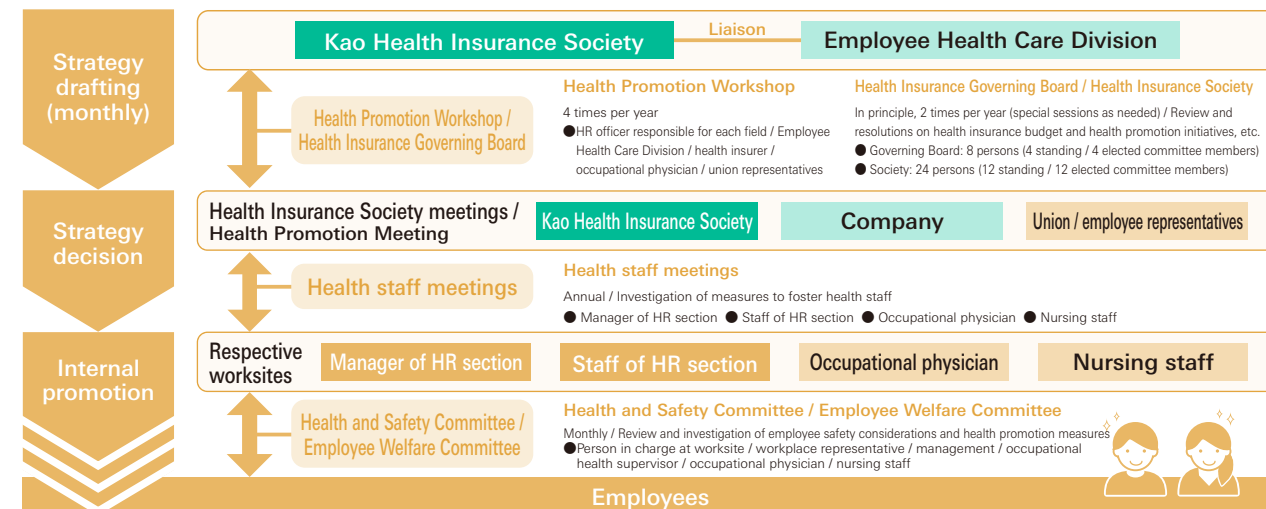 Strategy
drafting
(monthly)
Kao Health Insurance Society
Liaison
Employee Health Care Division
Health Promotion Workshop /
Health Insurance Governing Board
Health Promotion Workshop
4 times per year
●HR officer responsible for each field / Employee
Health Care Division / health insurer /
occupational physician / union representatives
Health Insurance Governing Board / Health Insurance Society
In principle, 2 times per year (special sessions as needed) / Review and
resolutions on health insurance budget and health promotion initiatives, etc.
● Governing Board: 8 persons (4 standing / 4 elected committee members)
● Society: 24 persons (12 standing / 12 elected committee members)
Strategy
decision
Health Insurance Society meetings /
Health Promotion Meeting
Kao Health Insurance Society
Company
Union / employee representatives
Health staff meetings
Health staff meetings
Annual / Investigation of measures to foster health staff
● Manager of HR section ● Staff of HR section ● Occupational physician ● Nursing staff
Internal
promotion
Respective
worksites
Manager of HR section
Staff of HR section
Occupational physician
Nursing staff
Health and Safety Committee /
Employee Welfare Committee
Health and Safety Committee / Employee Welfare Committee
Monthly / Review and investigation of employee safety considerations and health promotion measures
●Person in charge at worksite / workplace representative / management / occupational
health supervisor / occupational physician / nursing staff
Employees